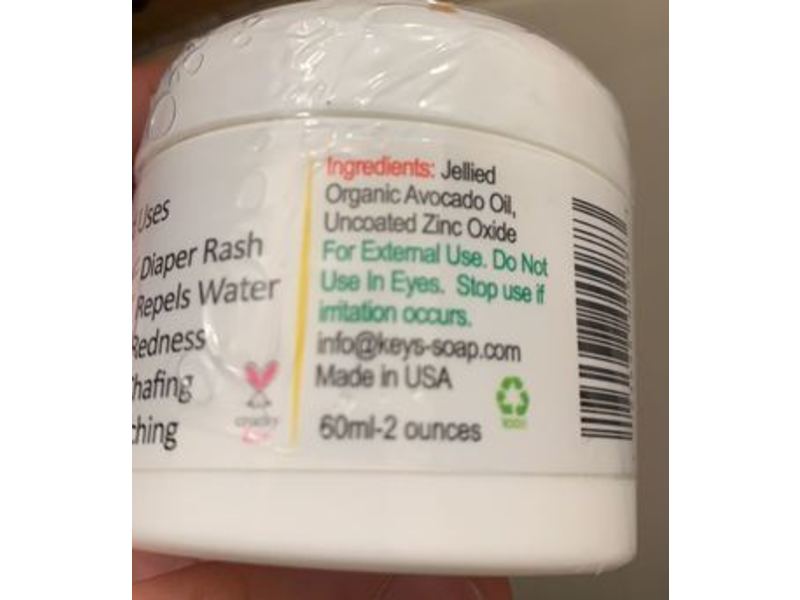 Uses
Diaper Rash
Repels Water
Redness
hafing
ching
cruelty
Ingredients: Jellied
Organic Avocado Oil,
Uncoated Zinc Oxide
For External Use. Do Not
Use In Eyes. Stop use if
irritation occurs.
info@keys-soap.com
Made in USA
60ml-2 ounces